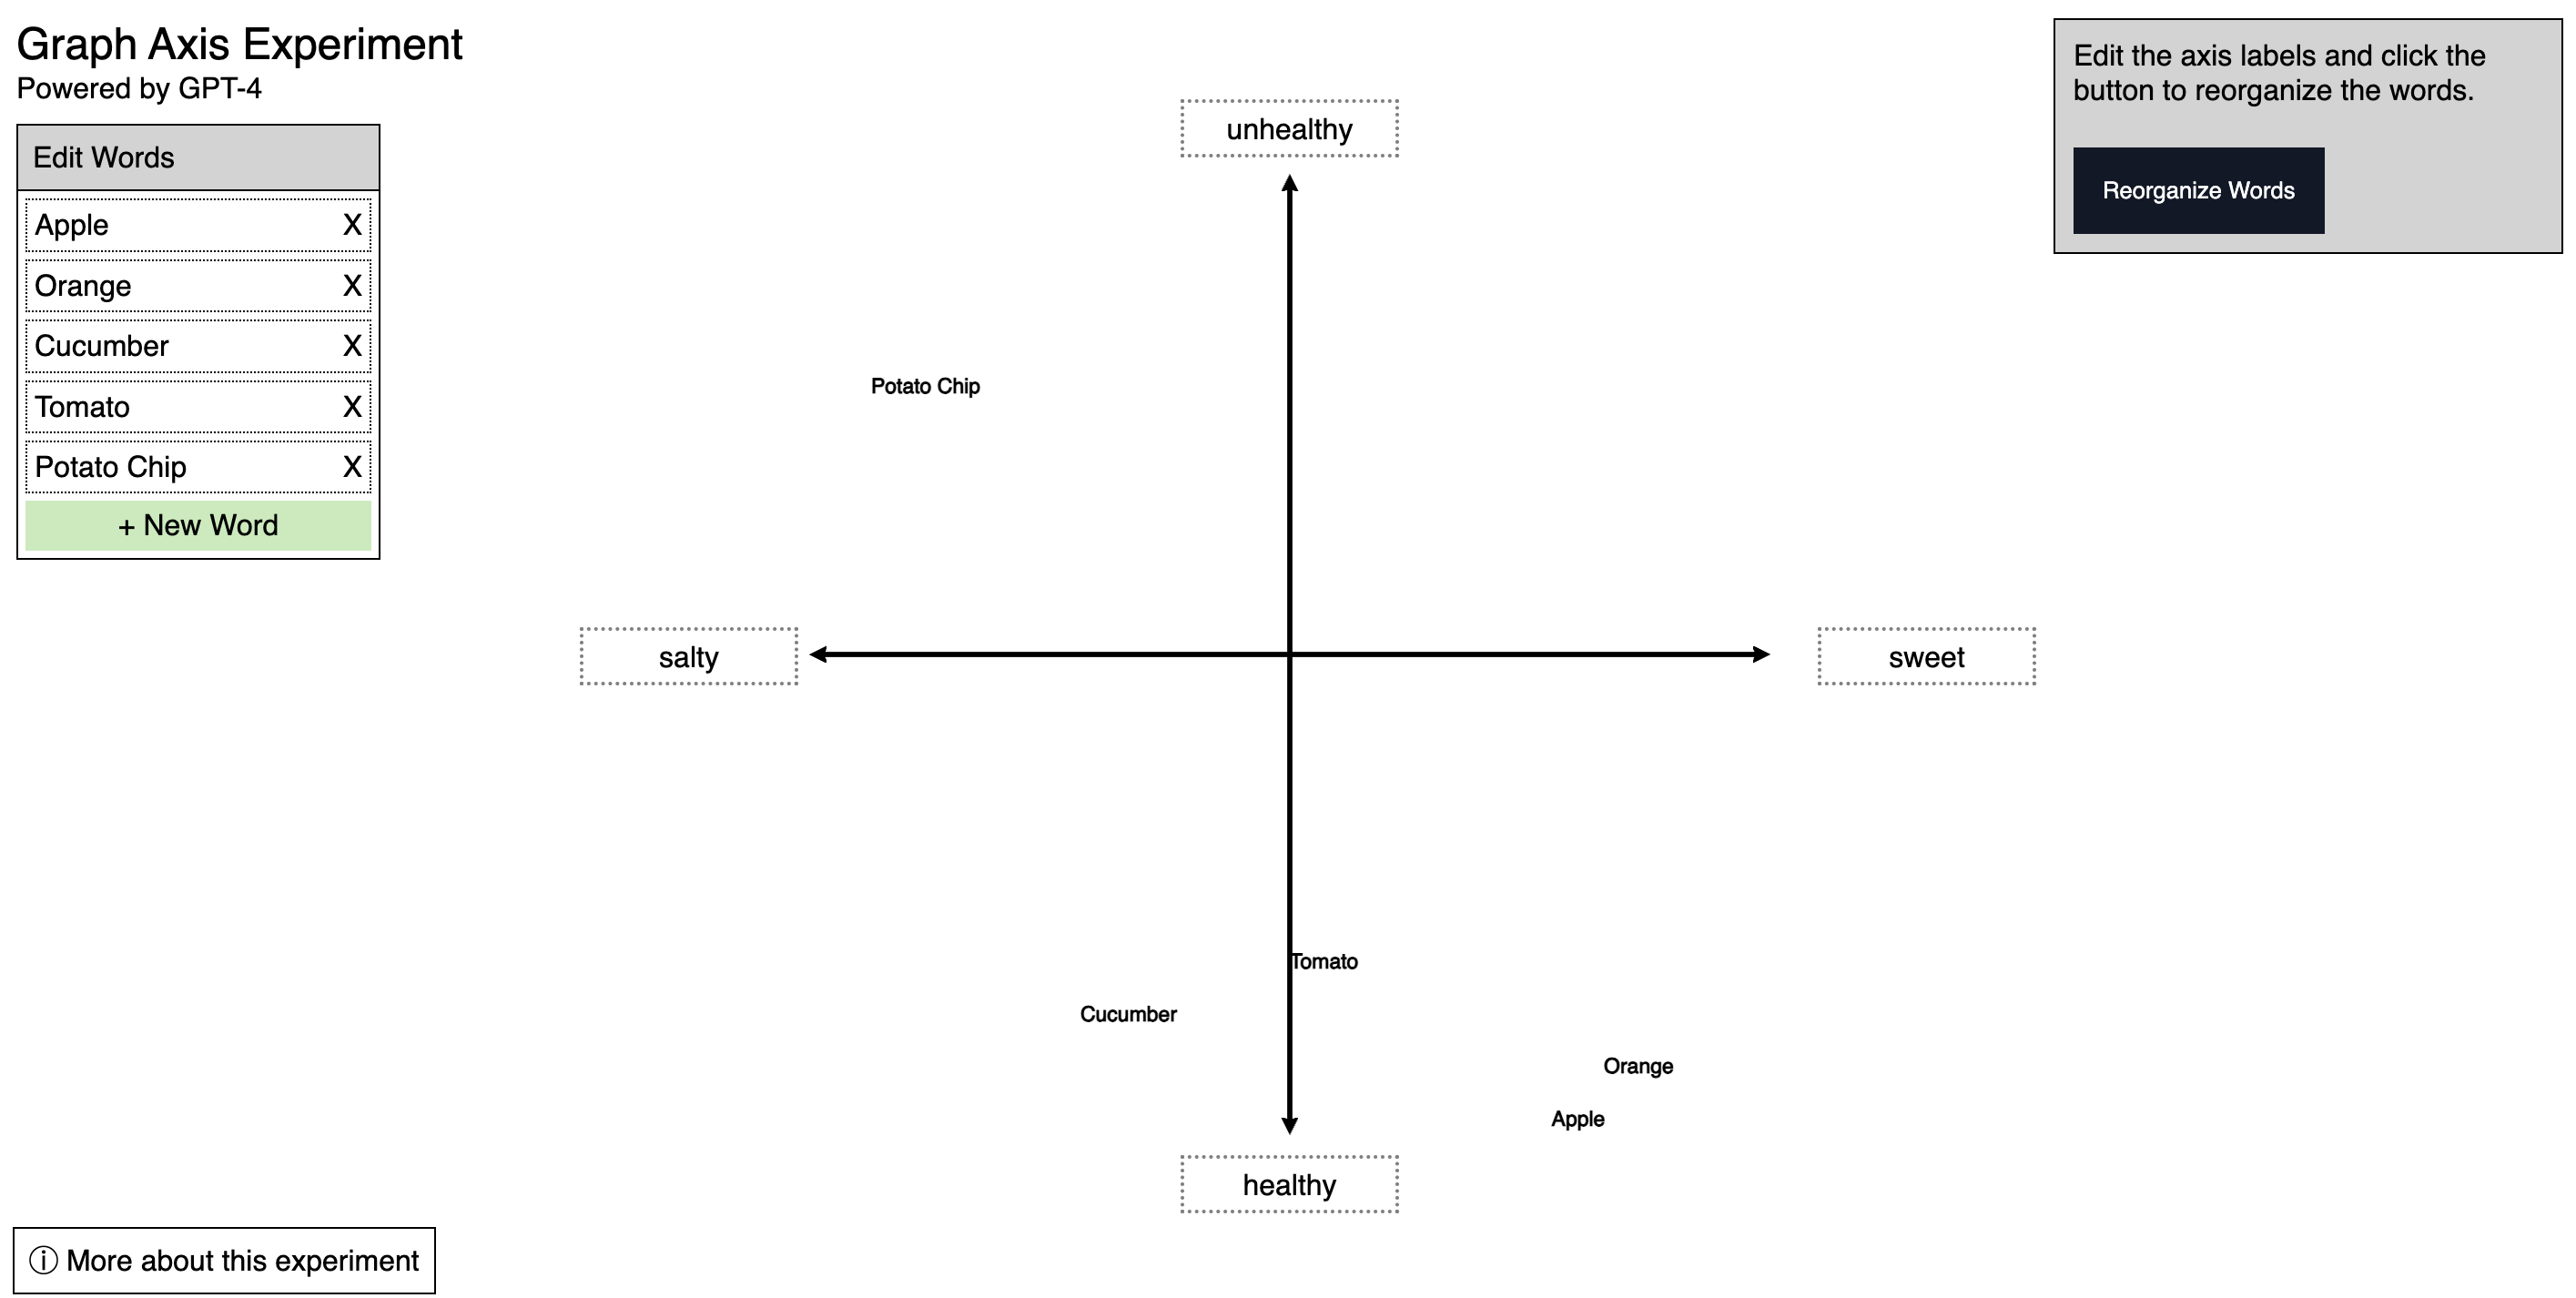 Graph Axis Experiment
Powered by GPT-4
Edit Words
Apple X
Orange X
Cucumber X
Tomato X
Potato Chip X
+ New Word
Edit the axis labels and click the
button to reorganize the words.
Reorganize Words
unhealthy
Potato Chip
salty
sweet
Tomato
Cucumber
Orange
Apple
healthy
ⓘ More about this experiment